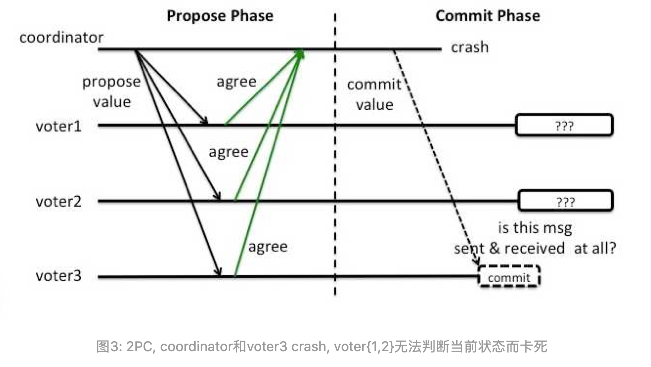 Propose Phase
Commit Phase
coordinator
crash
propose
value
agree
commit
value
voter1
???
agree
voter2
???
is this msg
sent & received at all?
agree
voter3
commit
图3: 2PC, coordinator和voter3 crash, voter{1,2}无法判断当前状态而卡死